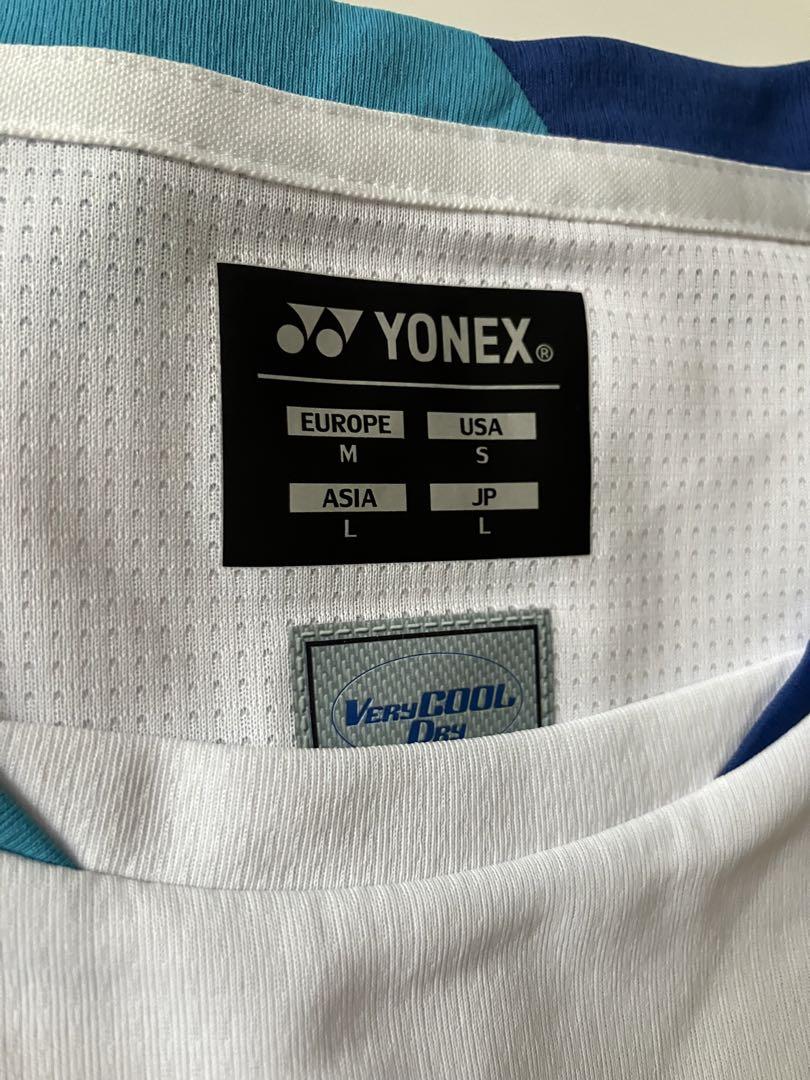 YONEX®
EUROPE USA
M S
ASIA JP
L L
VERYCOOL
DRY